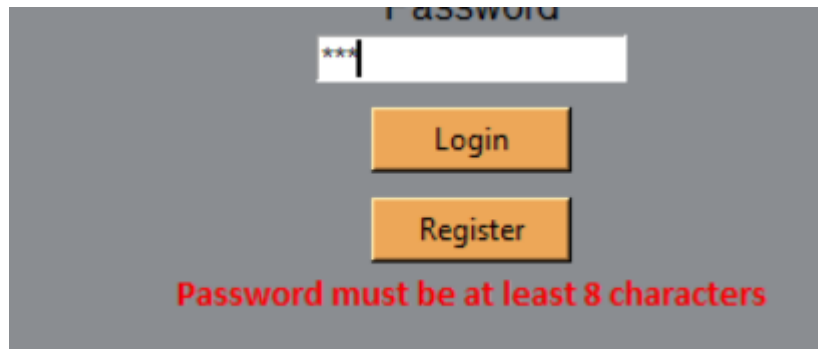 Password
***
Login
Register
Password must be at least 8 characters